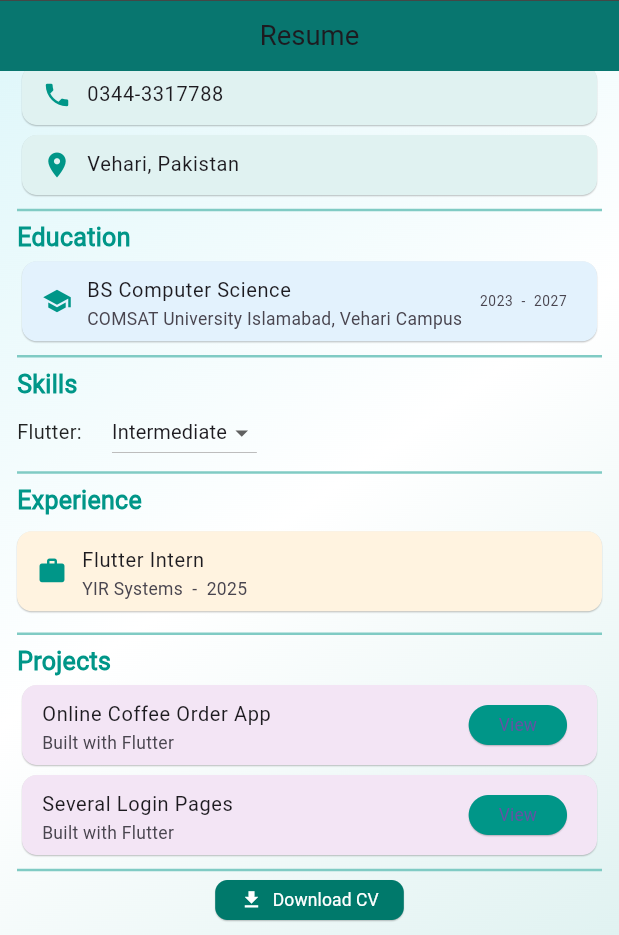 Resume
0344-3317788
Vehari, Pakistan
Education
BS Computer Science
COMSAT University Islamabad, Vehari Campus
2023 - 2027
Skills
Flutter: Intermediate
Experience
Flutter Intern
YIR Systems - 2025
Projects
Online Coffee Order App
Built with Flutter
View
Several Login Pages
Built with Flutter
View
Download CV